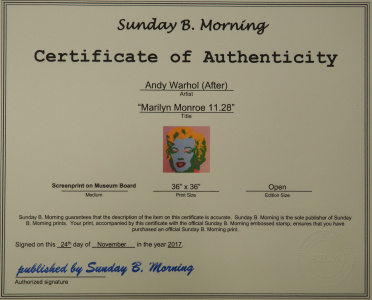 Sunday B. Morning
Certificate of Authenticity
Andy Warhol (After)
Artist
"Marilyn Monroe 11.28"
Title
Screenprint on Museum Board 36" x 36" Open
Medium Print Size Edition Size
Sunday B. Morning guarantees that the description of the item on this certificate is accurate. Sunday B. Morning is the sole publisher of Sunday
B. Morning prints. Your print, accompanied by this certificate with the official Sunday B. Morning embossed stamp, ensures that you have
purchased an official Sunday B. Morning print.
Signed on this 24th day of November in the year 2017.
published by Sunday B. Morning
Authorized signature